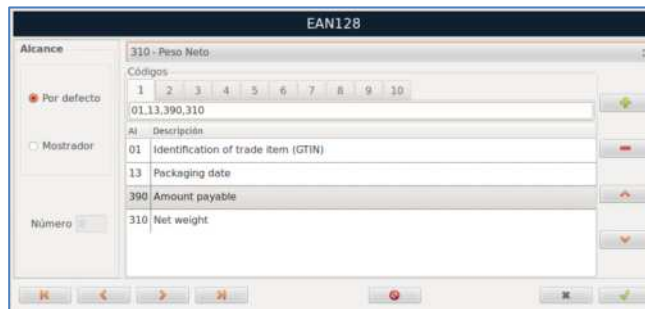 EAN128
Alcance
310 - Peso Neto
Códigos
Por defecto
1 2 3 4 5 6 7 8 9 10
01,13,390,310
AI Descripción
Mostrador
01 Identification of trade item (GTIN)
13 Packaging date
390 Amount payable
310 Net weight
Número